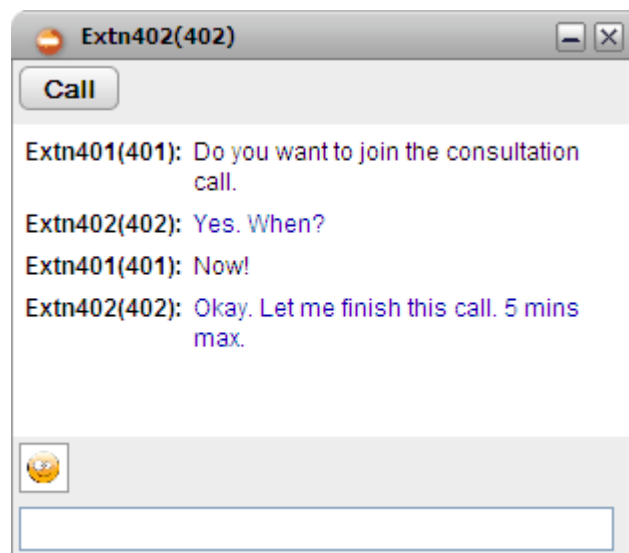 Extn402(402)
Call
Extn401(401): Do you want to join the consultation
call.
Extn402(402): Yes. When?
Extn401(401): Now!
Extn402(402): Okay. Let me finish this call. 5 mins
max.